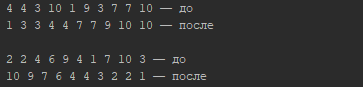 4 4 3 10 1 9 3 7 7 10 — до
1 3 3 4 4 7 7 9 10 10 — после
2 2 4 6 9 4 1 7 10 3 — до
10 9 7 6 4 4 3 2 2 1 — после